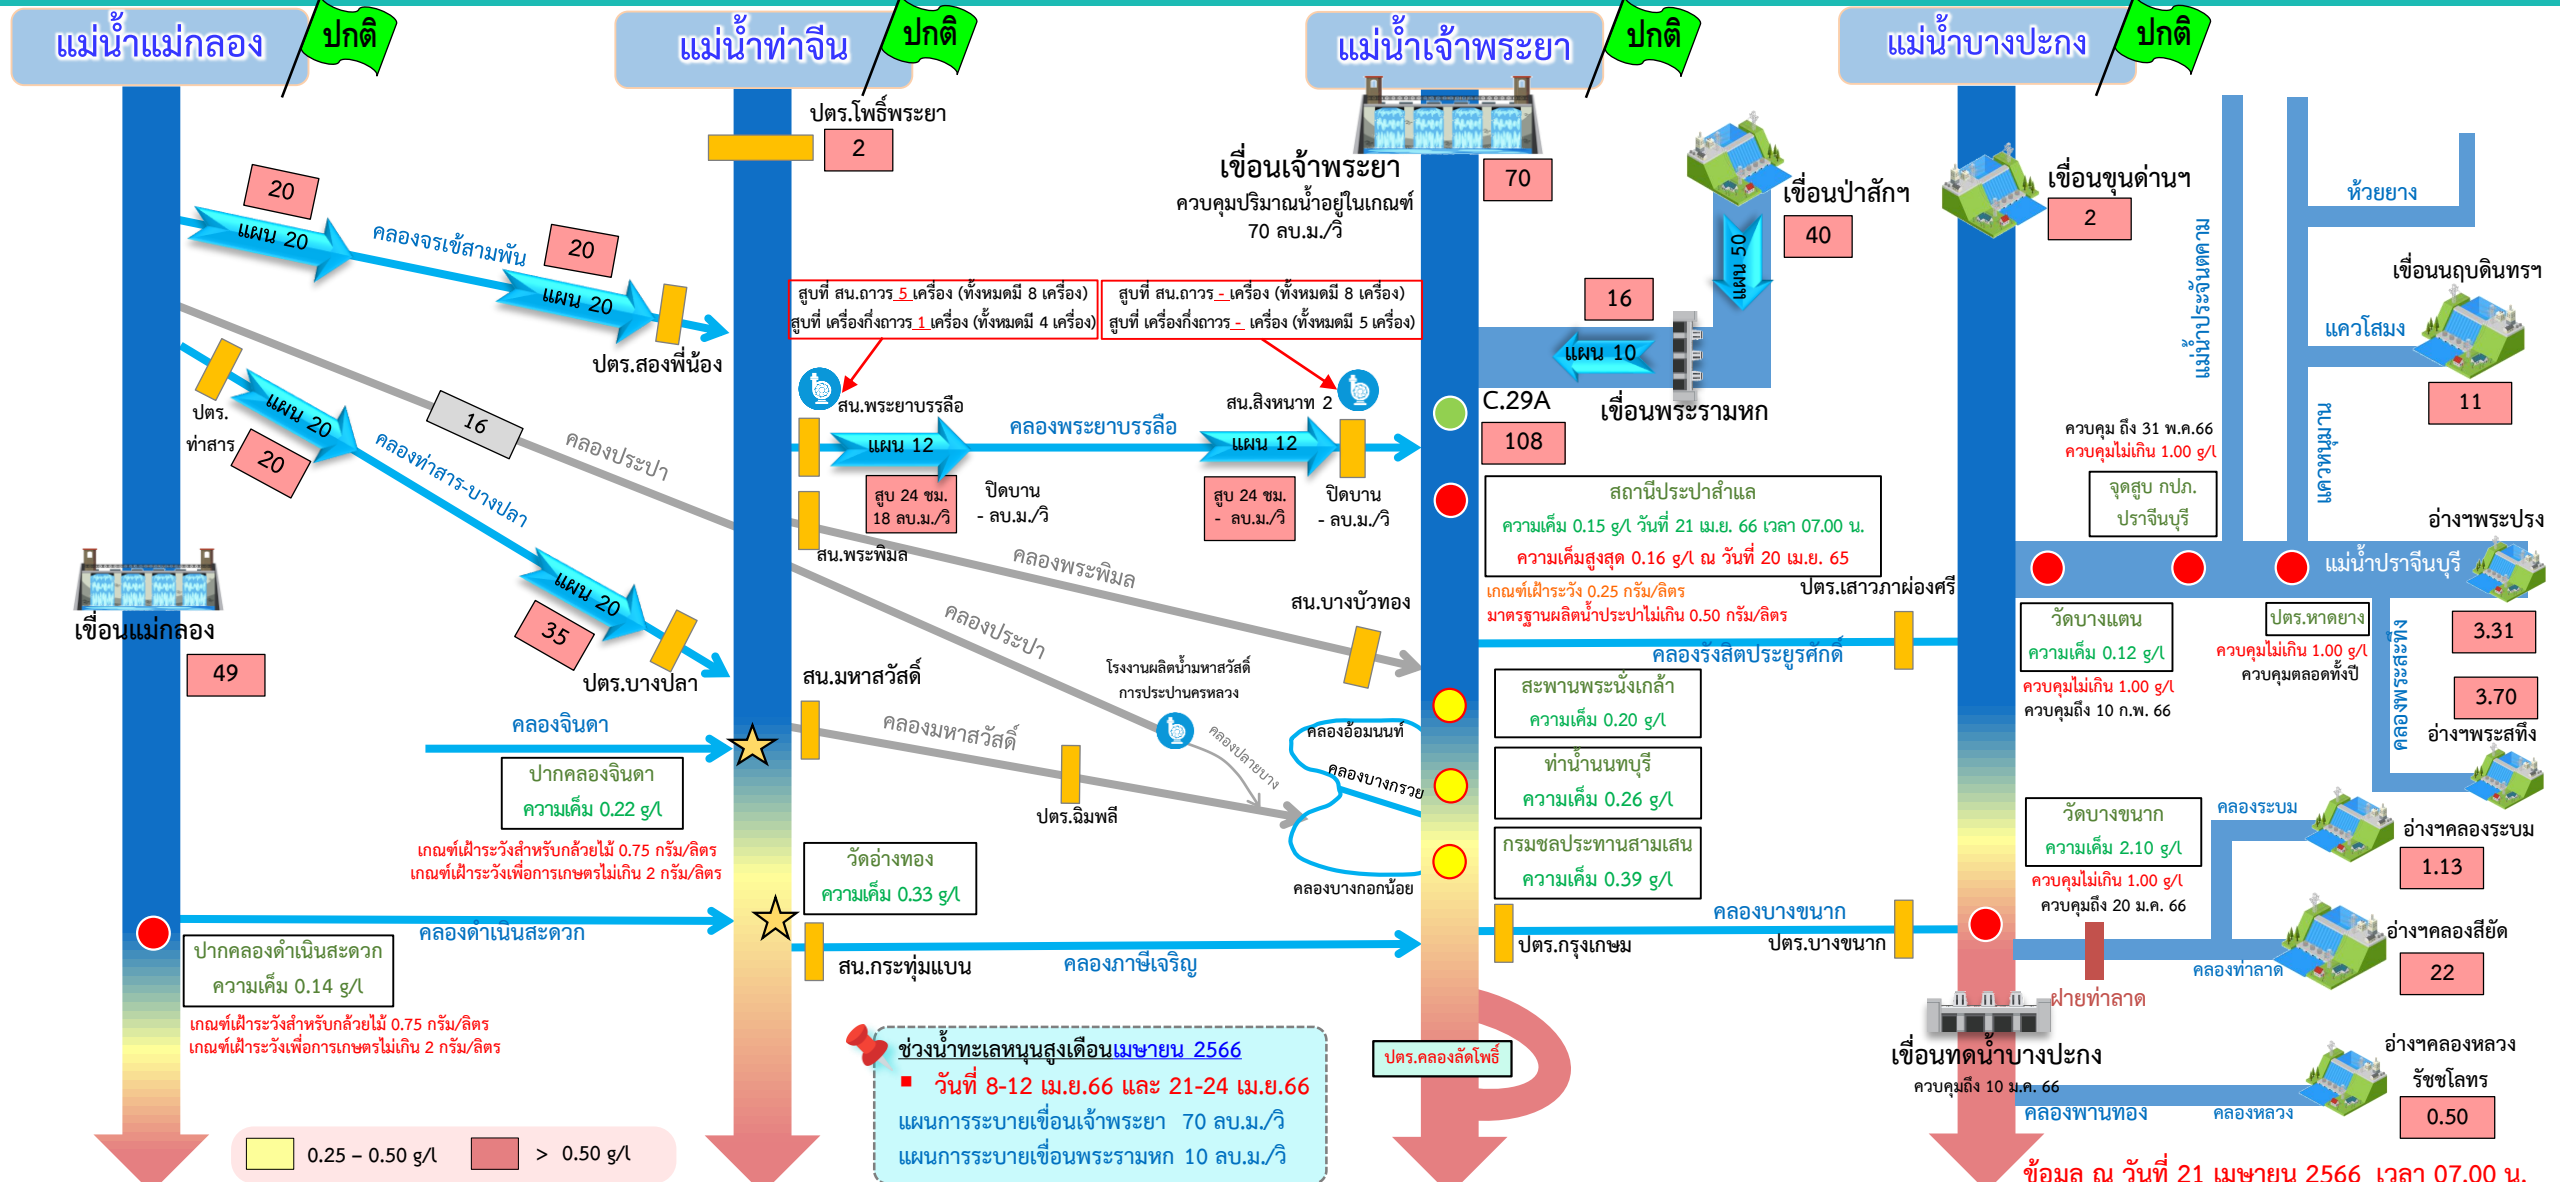 แม่น้ำแม่กลอง
ปกติ
แม่น้ำท่าจีน
ปกติ
แม่น้ำเจ้าพระยา
ปกติ
แม่น้ำบางปะกง
ปกติ
20
แผน 20
คลองจรเข้สามพัน
20
แผน 20
ปตร.สองพี่น้อง
ปตร.
ท่าสาร
แผน 20
20
16
คลองประปา
คลองท่าสาร-บางปลา
แผน 20
35
ปตร.บางปลา
เขื่อนแม่กลอง
49
คลองจินดา
ปากคลองจินดา
ความเค็ม 0.22 g/l
เกณฑ์เฝ้าระวังสำหรับกล้วยไม้ 0.75 กรัม/ลิตร
เกณฑ์เฝ้าระวังเพื่อการเกษตรไม่เกิน 2 กรัม/ลิตร
คลองดำเนินสะดวก
ปากคลองดำเนินสะดวก
ความเค็ม 0.14 g/l
เกณฑ์เฝ้าระวังสำหรับกล้วยไม้ 0.75 กรัม/ลิตร
เกณฑ์เฝ้าระวังเพื่อการเกษตรไม่เกิน 2 กรัม/ลิตร
0.25 – 0.50 g/l
> 0.50 g/l
ปตร.โพธิ์พระยา
2
สูบที่ สน.ถาวร 5 เครื่อง (ทั้งหมดมี 8 เครื่อง)
สูบที่ เครื่องกึ่งถาวร 1 เครื่อง (ทั้งหมดมี 4 เครื่อง)
สูบที่ สน.ถาวร - เครื่อง (ทั้งหมดมี 8 เครื่อง)
สูบที่ เครื่องกึ่งถาวร - เครื่อง (ทั้งหมดมี 5 เครื่อง)
สน.พระยาบรรลือ
สน.สิงหนาท 2
แผน 12
คลองพระยาบรรลือ
แผน 12
สูบ 24 ชม.
18 ลบ.ม./วิ
ปิดบาน
- ลบ.ม./วิ
สูบ 24 ชม.
- ลบ.ม./วิ
ปิดบาน
- ลบ.ม./วิ
สน.พระพิมล
คลองพระพิมล
สน.บางบัวทอง
คลองประปา
โรงงานผลิตน้ำมหาสวัสดิ์
การประปานครหลวง
สน.มหาสวัสดิ์
คลองมหาสวัสดิ์
คลองปลายบาง
ปตร.ฉิมพลี
คลองอ้อมนนท์
คลองบางกรวย
คลองบางกอกน้อย
วัดอ่างทอง
ความเค็ม 0.33 g/l
สน.กระทุ่มแบน
คลองภาษีเจริญ
ช่วงน้ำทะเลหนุนสูงเดือนเมษายน 2566
วันที่ 8-12 เม.ย.66 และ 21-24 เม.ย.66
แผนการระบายเขื่อนเจ้าพระยา 70 ลบ.ม./วิ
แผนการระบายเขื่อนพระรามหก 10 ลบ.ม./วิ
เขื่อนเจ้าพระยา
ควบคุมปริมาณน้ำอยู่ในเกณฑ์
70 ลบ.ม./วิ
70
เขื่อนป่าสักฯ
40
แผน 50
16
แผน 10
เขื่อนพระรามหก
C.29A
108
สถานีประปาสำแล
ความเค็ม 0.15 g/l วันที่ 21 เม.ย. 66 เวลา 07.00 น.
ความเค็มสูงสุด 0.16 g/l ณ วันที่ 20 เม.ย. 65
เกณฑ์เฝ้าระวัง 0.25 กรัม/ลิตร
มาตรฐานผลิตน้ำประปาไม่เกิน 0.50 กรัม/ลิตร
ปตร.เสาวภาผ่องศรี
คลองรังสิตประยูรศักดิ์
สะพานพระนั่งเกล้า
ความเค็ม 0.20 g/l
ท่าน้ำนนทบุรี
ความเค็ม 0.26 g/l
กรมชลประทานสามเสน
ความเค็ม 0.39 g/l
คลองบางขนาก
ปตร.กรุงเกษม
ปตร.บางขนาก
ปตร.คลองลัดโพธิ์
เขื่อนขุนด่านฯ
2
แม่น้ำประจันตคาม
ห้วยยาง
เขื่อนนฤบดินทรฯ
แควโสมง
11
แควหนุมาน
ควบคุม ถึง 31 พ.ค.66
ควบคุมไม่เกิน 1.00 g/l
จุดสูบ กปภ.
ปราจีนบุรี
อ่างฯพระปรง
แม่น้ำปราจีนบุรี
3.31
วัดบางแตน
ความเค็ม 0.12 g/l
ควบคุมไม่เกิน 1.00 g/l
ควบคุมถึง 10 ก.พ. 66
ปตร.หาดยาง
ควบคุมไม่เกิน 1.00 g/l
ควบคุมตลอดทั้งปี
คลองพระสะทึง
3.70
อ่างฯพระสทึง
วัดบางขนาก
ความเค็ม 2.10 g/l
ควบคุมไม่เกิน 1.00 g/l
ควบคุมถึง 20 ม.ค. 66
คลองระบม
อ่างฯคลองระบม
1.13
อ่างฯคลองสียัด
22
คลองท่าลาด
ฝายท่าลาด
เขื่อนทดน้ำบางปะกง
ควบคุมถึง 10 ม.ค. 66
คลองพานทอง
คลองหลวง
อ่างฯคลองหลวง
รัชชโลทร
0.50
ข้อมูล ณ วันที่ 21 เมษายน 2566 เวลา 07.00 น.